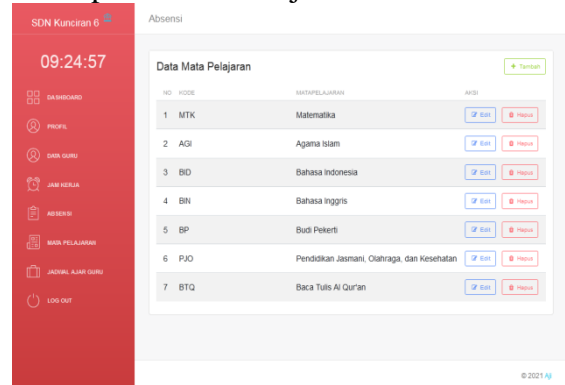 SDN Kunciran 6
Absensi
09:24:57
DASHBOARD
PROFIL
DATA GURU
JAM KERJA
ABSENSI
MATA PELAJARAN
JADWAL AJAR GURU
LOG OUT
Data Mata Pelajaran
+ Tambah
NO KODE MATAPELAJARAN AKSI
1 MTK Matematika Edit Hapus
2 AGI Agama Islam Edit Hapus
3 BID Bahasa Indonesia Edit Hapus
4 BIN Bahasa Inggris Edit Hapus
5 BP Budi Pekerti Edit Hapus
6 PJO Pendidikan Jasmani, Olahraga, dan Kesehatan Edit Hapus
7 BTQ Baca Tulis Al Qur'an Edit Hapus
© 2021 Aji